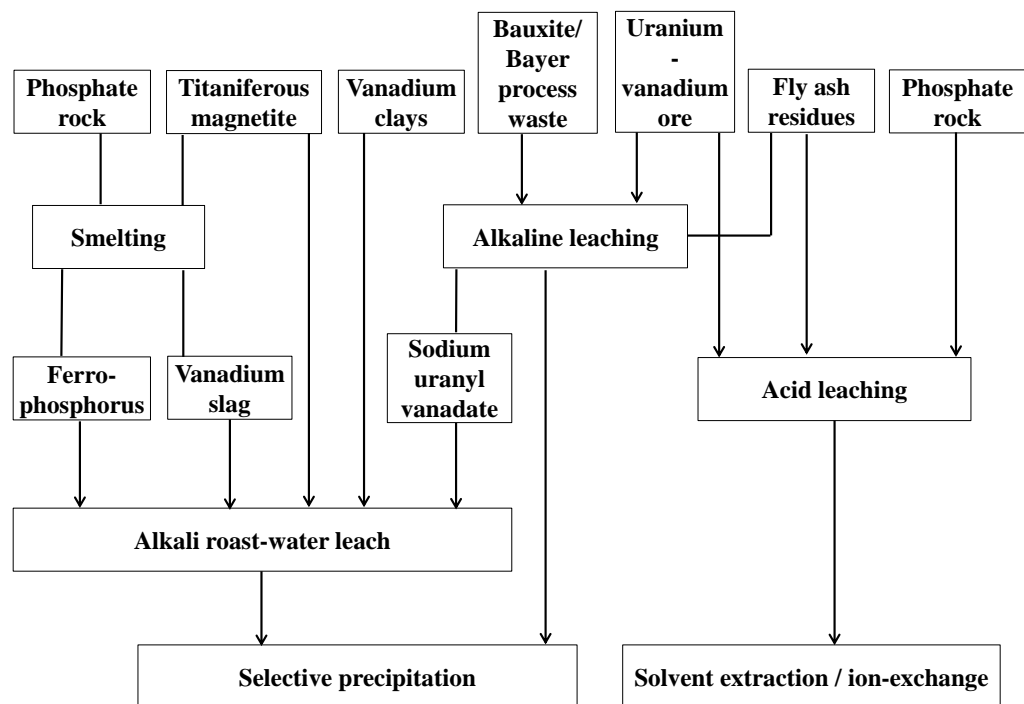 Phosphate
rock
Titaniferous
magnetite
Vanadium
clays
Bauxite/
Bayer
process
waste
Uranium
-
vanadium
ore
Fly ash
residues
Phosphate
rock
Smelting
Alkaline leaching
Ferro-
phosphorus
Vanadium
slag
Sodium
uranyl
vanadate
Acid leaching
Alkali roast-water leach
Selective precipitation
Solvent extraction / ion-exchange